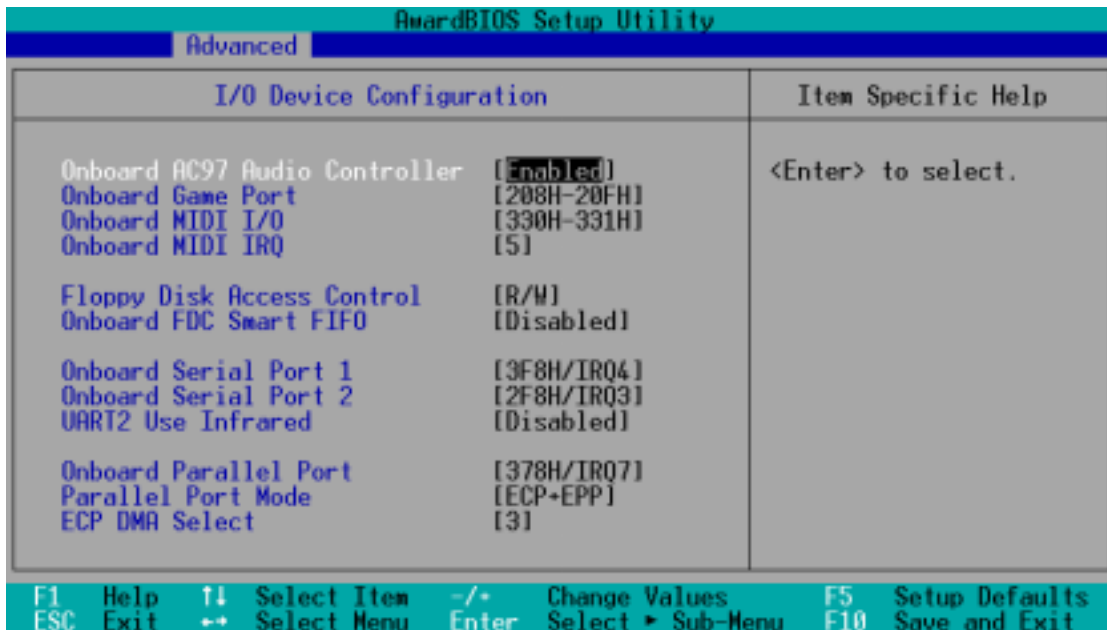 AwardBIOS Setup Utility
Advanced
I/O Device Configuration
Item Specific Help
Onboard AC97 Audio Controller [Enabled]
<Enter> to select.
Onboard Game Port [208H-20FH]
Onboard MIDI I/O [330H-331H]
Onboard MIDI IRQ [5]
Floppy Disk Access Control [R/W]
Onboard FDC Smart FIFO [Disabled]
Onboard Serial Port 1 [3F8H/IRQ4]
Onboard Serial Port 2 [2F8H/IRQ3]
UART2 Use Infrared [Disabled]
Onboard Parallel Port [378H/IRQ7]
Parallel Port Mode [ECP+EPP]
ECP DMA Select [3]
F1 Help ↑↓ Select Item -/+ Change Values F5 Setup Defaults
ESC Exit ←→ Select Menu Enter Select ► Sub-Menu F10 Save and Exit